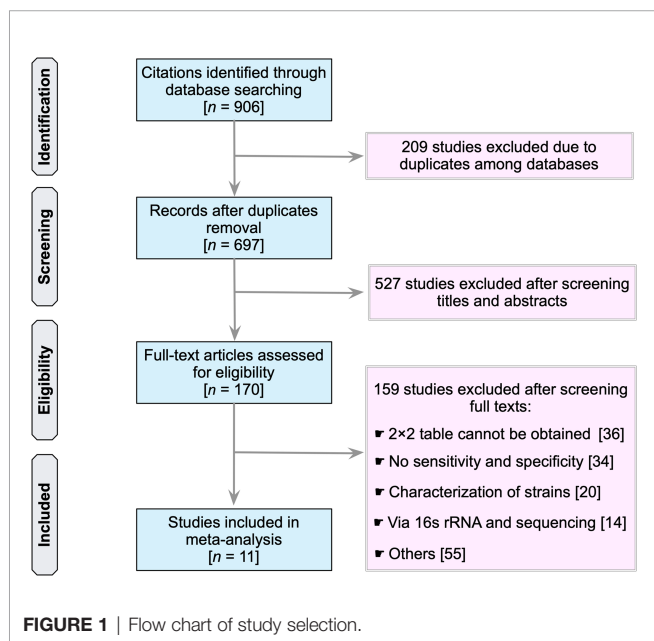 Identification
Citations identified through
database searching
[n = 906]
209 studies excluded due to
duplicates among databases
Screening
Records after duplicates
removal
[n = 697]
527 studies excluded after screening
titles and abstracts
Eligibility
Full-text articles assessed
for eligibility
[n = 170]
159 studies excluded after screening
full texts:
☛ 2×2 table cannot be obtained [36]
☛ No sensitivity and specificity [34]
☛ Characterization of strains [20]
☛ Via 16s rRNA and sequencing [14]
☛ Others [55]
Included
Studies included in
meta-analysis
[n = 11]
FIGURE 1 | Flow chart of study selection.